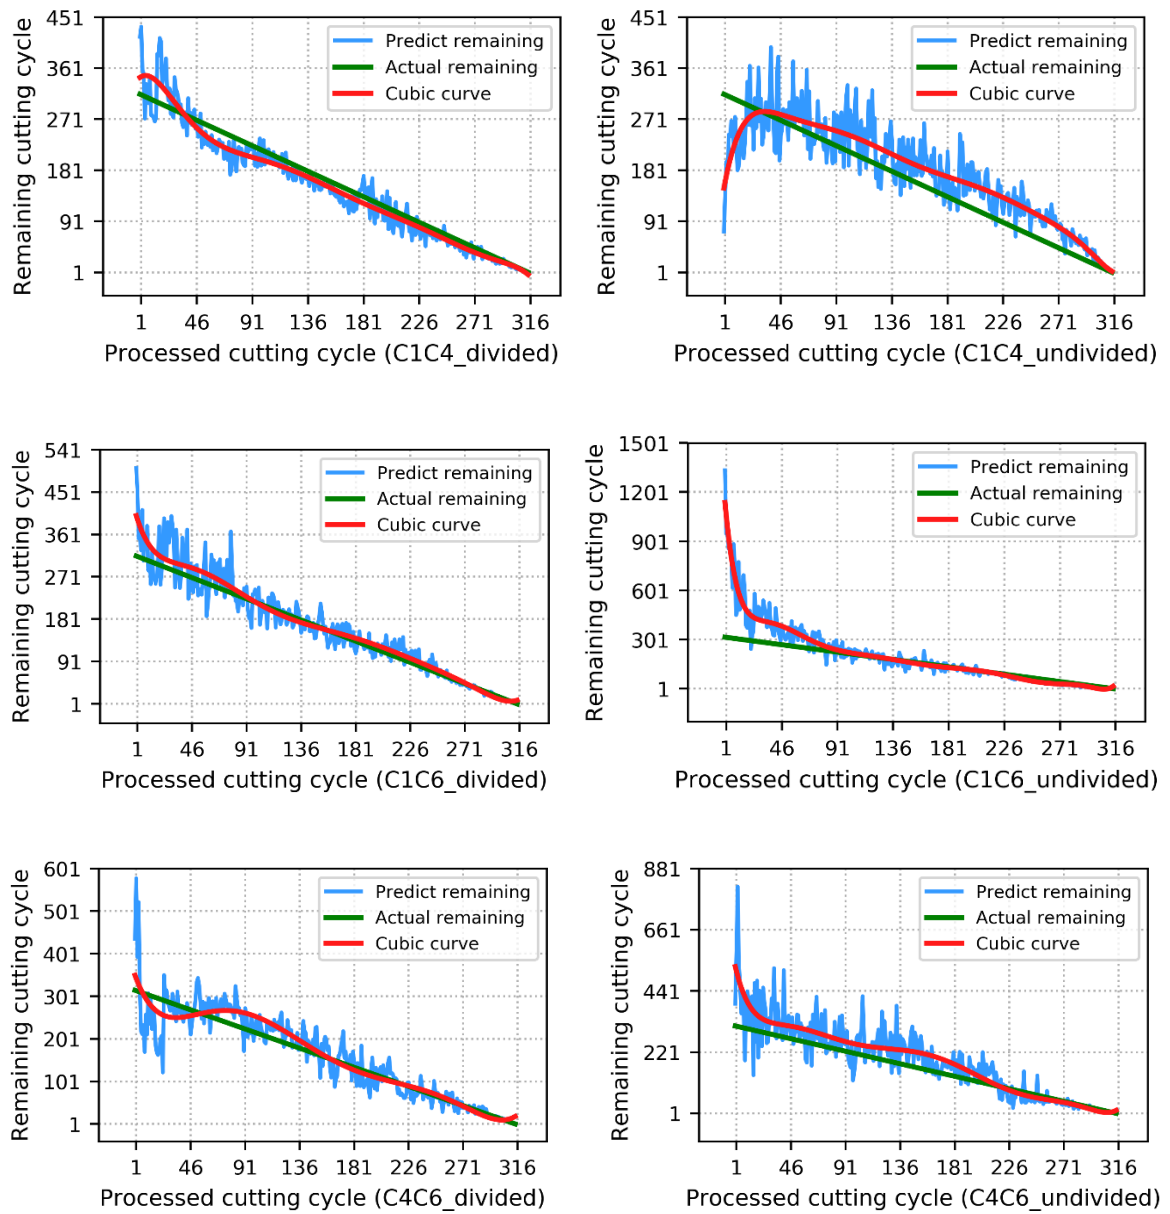 Remaining cutting cycle
451
361
271
181
91
1
Predict remaining
Actual remaining
Cubic curve
1 46 91 136 181 226 271 316
Processed cutting cycle (C1C4_divided)
Remaining cutting cycle
451
361
271
181
91
1
Predict remaining
Actual remaining
Cubic curve
1 46 91 136 181 226 271 316
Processed cutting cycle (C1C4_undivided)
Remaining cutting cycle
541
451
361
271
181
91
1
Predict remaining
Actual remaining
Cubic curve
1 46 91 136 181 226 271 316
Processed cutting cycle (C1C6_divided)
Remaining cutting cycle
1501
1201
901
601
301
1
Predict remaining
Actual remaining
Cubic curve
1 46 91 136 181 226 271 316
Processed cutting cycle (C1C6_undivided)
Remaining cutting cycle
601
501
401
301
201
101
1
Predict remaining
Actual remaining
Cubic curve
1 46 91 136 181 226 271 316
Processed cutting cycle (C4C6_divided)
Remaining cutting cycle
881
661
441
221
1
Predict remaining
Actual remaining
Cubic curve
1 46 91 136 181 226 271 316
Processed cutting cycle (C4C6_undivided)